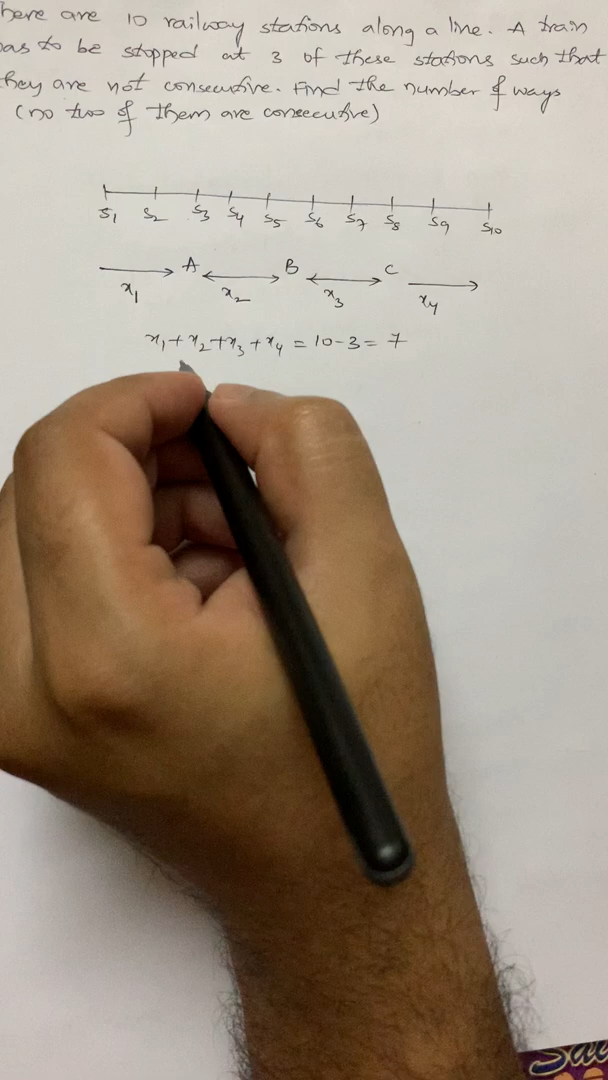 here are 10 railway stations along a line. A train
as to be stopped at 3 of these stations such that
hey are not consecutive. Find the number of ways
(no two of them are consecutive)
S1 S2 S3 S4 S5 S6 S7 S8 S9 S10
A B C
x1 x2 x3 x4
x1+x2+x3+x4 = 10-3 = 7